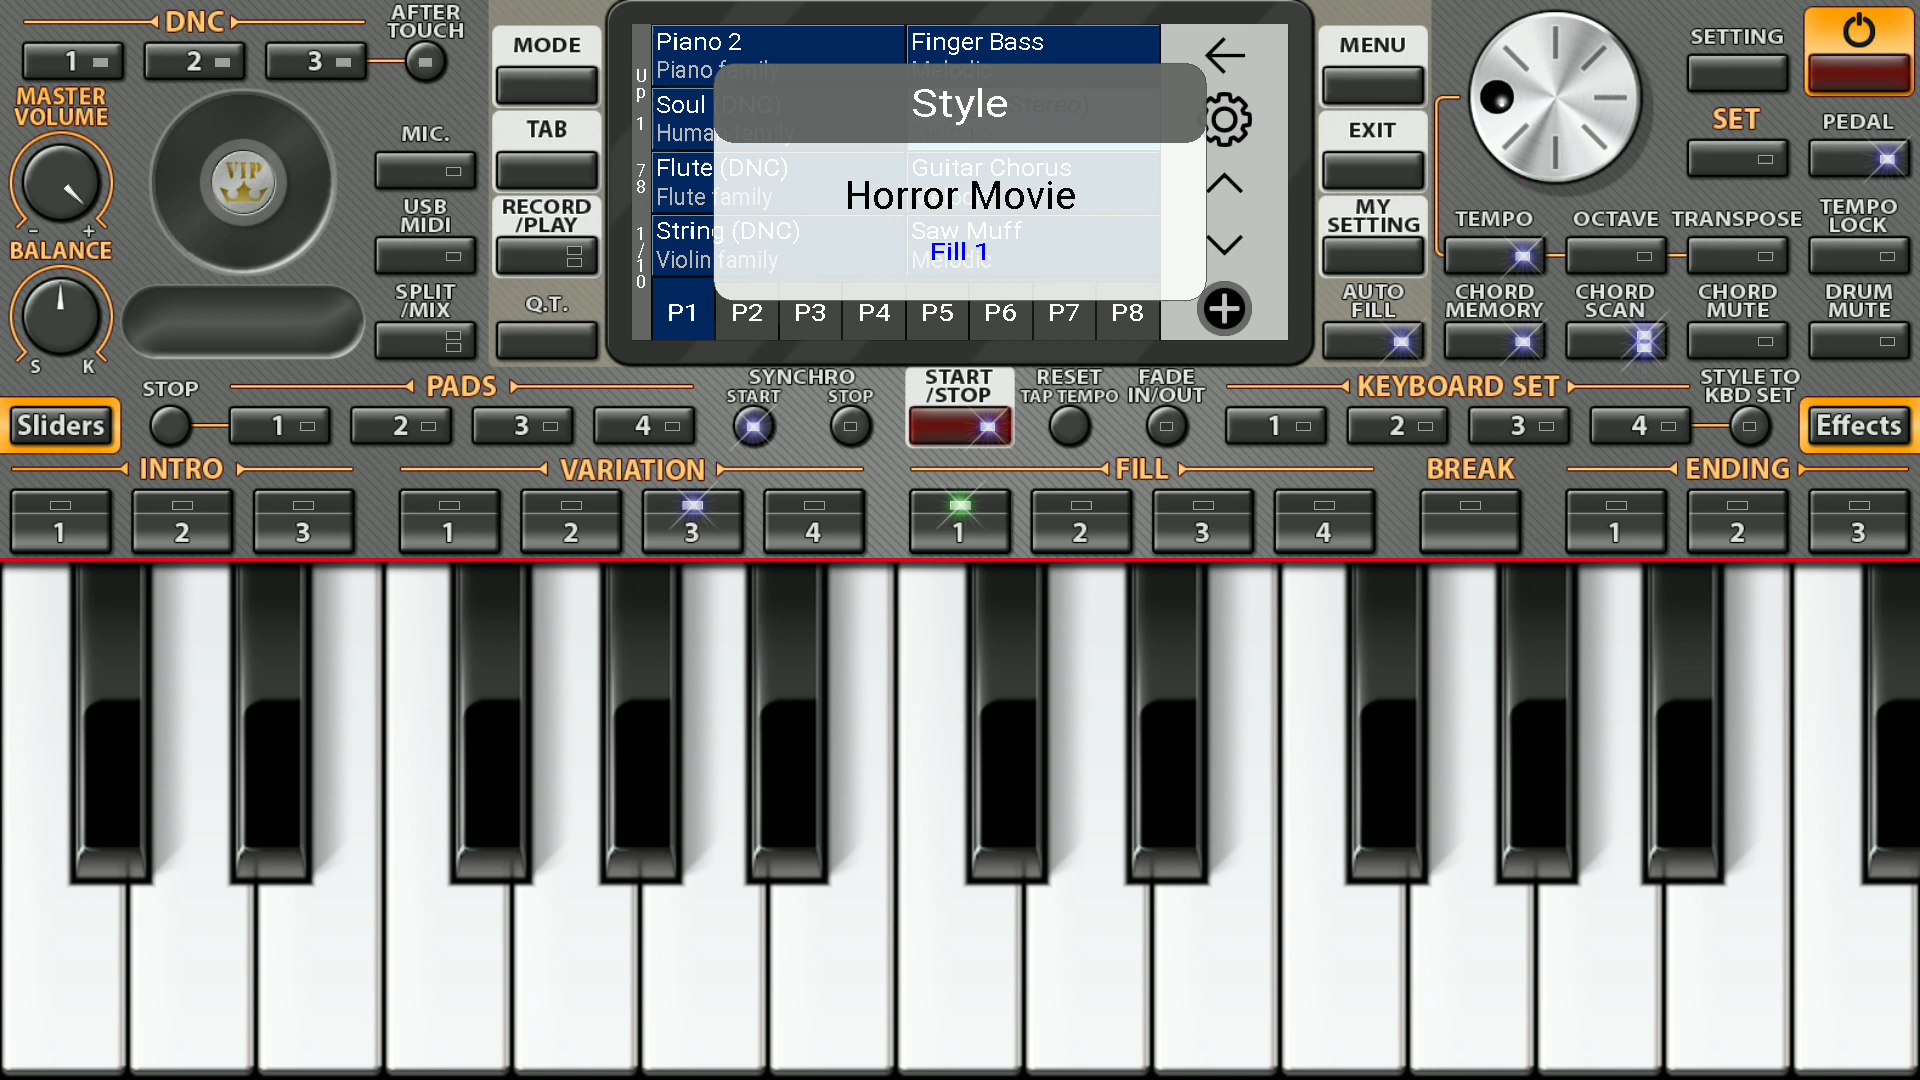 DNC
AFTER
TOUCH
1
2
3
MASTER
VOLUME
- +
BALANCE
S K
VIP
MIC.
USB
MIDI
SPLIT
/MIX
MODE
TAB
RECORD
/PLAY
Q.T.
Up 1
78
1/10
Piano 2
Piano family
Finger Bass
Melodic
Soul (DNC)
Human family
Stereo)
Style
Flute (DNC)
Flute family
Guitar Chorus
Horror Movie
String (DNC)
Violin family
Saw Muff
Melodic
Fill 1
P1 P2 P3 P4 P5 P6 P7 P8
MENU
EXIT
MY
SETTING
AUTO
FILL
SETTING
SET
PEDAL
TEMPO
OCTAVE
TRANSPOSE
TEMPO
LOCK
CHORD
MEMORY
CHORD
SCAN
CHORD
MUTE
DRUM
MUTE
Sliders
STOP
PADS
1
2
3
4
SYNCHRO
START
STOP
START
/STOP
RESET
TAP TEMPO
FADE
IN/OUT
KEYBOARD SET
1
2
3
4
STYLE TO
KBD SET
Effects
INTRO
1
2
3
VARIATION
1
2
3
4
FILL
1
2
3
4
BREAK
ENDING
1
2
3